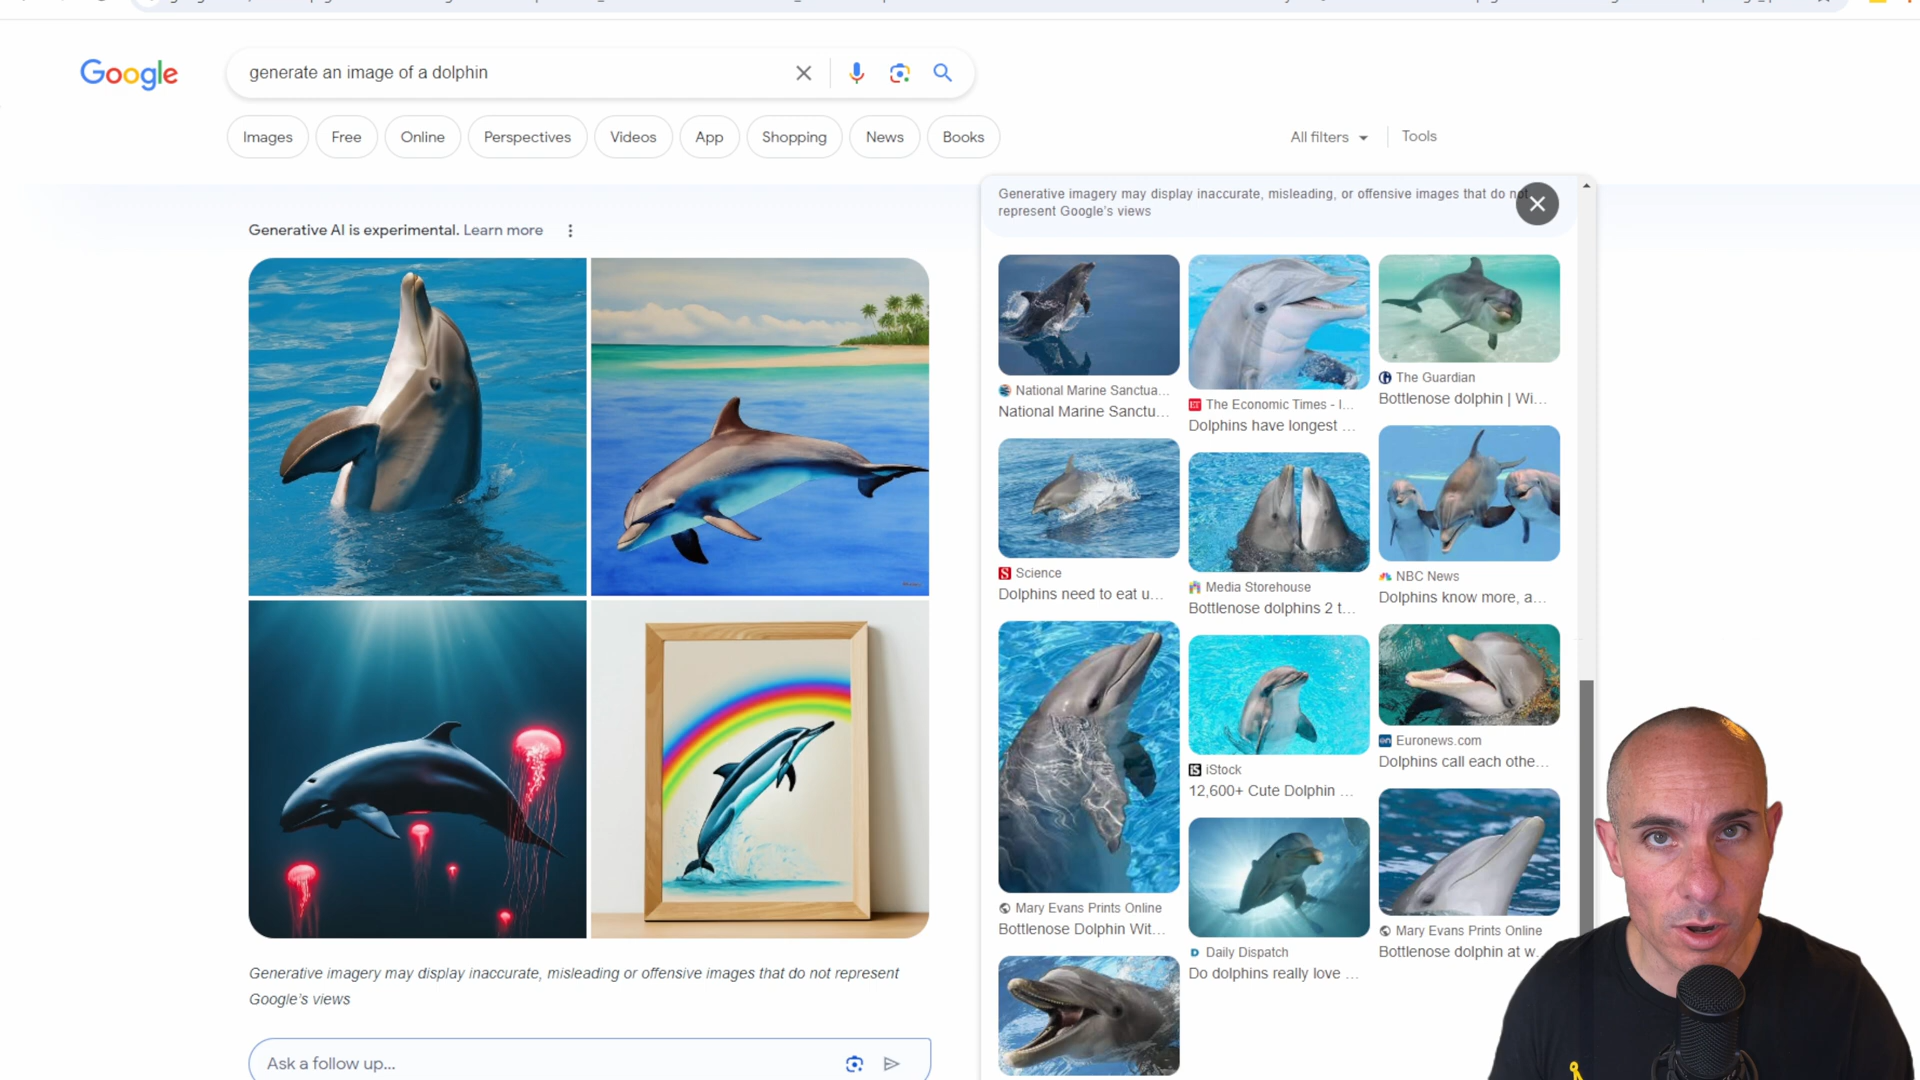 Google
generate an image of a dolphin
Images
Free
Online
Perspectives
Videos
App
Shopping
News
Books
All filters
Tools
Generative AI is experimental. Learn more
Generative imagery may display inaccurate, misleading or offensive images that do not represent
Google's views
Ask a follow up...
Generative imagery may display inaccurate, misleading, or offensive images that do not
represent Google's views
National Marine Sanctua...
National Marine Sanctu...
The Economic Times - I...
Dolphins have longest ...
The Guardian
Bottlenose dolphin | Wi...
Science
Dolphins need to eat u...
Media Storehouse
Bottlenose dolphins 2 t...
NBC News
Dolphins know more, a...
iStock
12,600+ Cute Dolphin ...
Euronews.com
Dolphins call each othe...
Mary Evans Prints Online
Bottlenose Dolphin Wit...
Daily Dispatch
Do dolphins really love ...
Mary Evans Prints Online
Bottlenose dolphin at w...